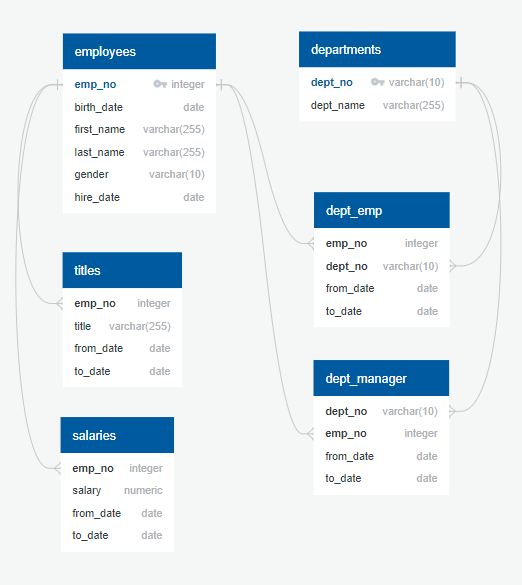 employees
emp_no integer
birth_date date
first_name varchar(255)
last_name varchar(255)
gender varchar(10)
hire_date date
departments
dept_no varchar(10)
dept_name varchar(255)
dept_emp
emp_no integer
dept_no varchar(10)
from_date date
to_date date
titles
emp_no integer
title varchar(255)
from_date date
to_date date
dept_manager
dept_no varchar(10)
emp_no integer
from_date date
to_date date
salaries
emp_no integer
salary numeric
from_date date
to_date date